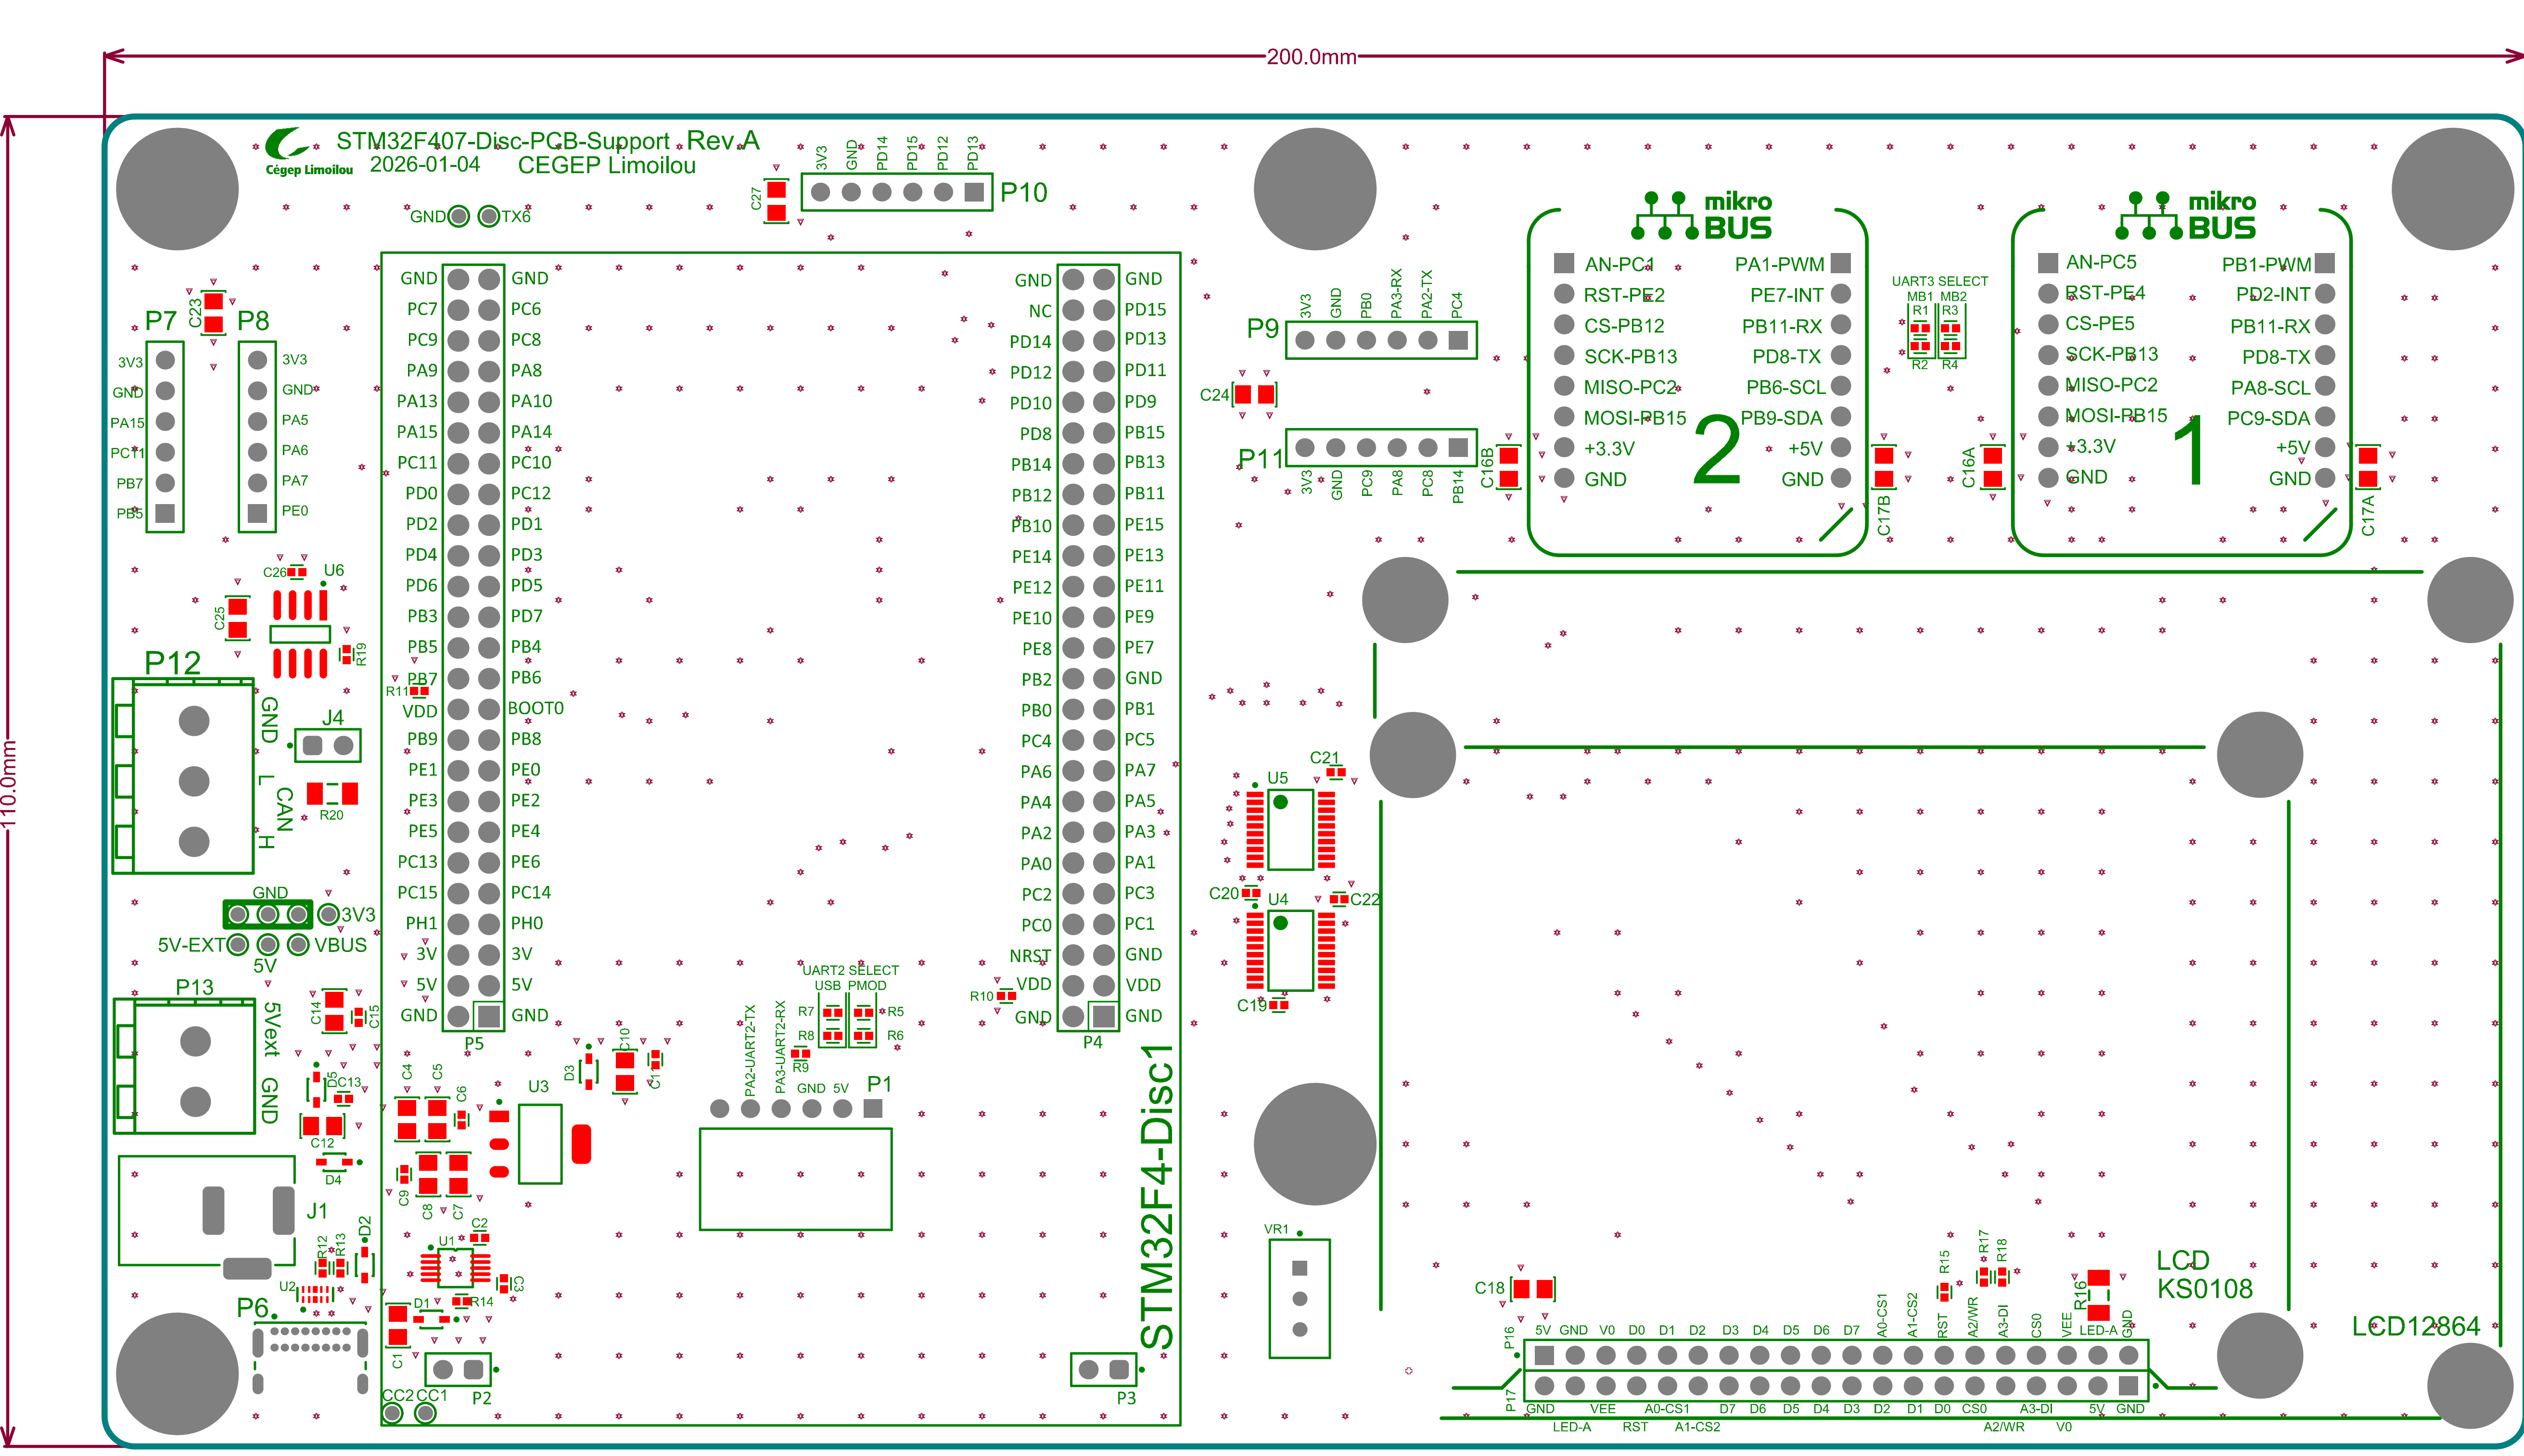 200.0mm
110.0mm
STM32F407-Disc-PCB-Support Rev.A
2026-01-04 CEGEP Limoilou
Cégep Limoilou
GND TX6
C27
3V3 GND PD14 PD15 PD12 PD13
P10
P7 C23 P8
3V3 3V3
GND GND
PA15 PA5
PC11 PA6
PB7 PA7
PB5 PE0
C26 U6
C25
R19
P12
GND
L
CAN
H
J4
R20
GND
3V3
5V-EXT VBUS
5V
P13
5Vext
GND
C14 C15
D5 C13
C12
D4
J1
R12 R13 D2
U2
P6
CC2 CC1
GND GND
PC7 PC6
PC9 PC8
PA9 PA8
PA13 PA10
PA15 PA14
PC11 PC10
PD0 PC12
PD2 PD1
PD4 PD3
PD6 PD5
PB3 PD7
PB5 PB4
PB7 PB6
R11
VDD BOOT0
PB9 PB8
PE1 PE0
PE3 PE2
PE5 PE4
PC13 PE6
PC15 PC14
PH1 PH0
3V 3V
5V 5V
GND GND
P5
GND GND
NC PD15
PD14 PD13
PD12 PD11
PD10 PD9
PD8 PB15
PB14 PB13
PB12 PB11
PB10 PE15
PE14 PE13
PE12 PE11
PE10 PE9
PE8 PE7
PB2 GND
PB0 PB1
PC4 PC5
PA6 PA7
PA4 PA5
PA2 PA3
PA0 PA1
PC2 PC3
PC0 PC1
NRST GND
VDD VDD
GND GND
P4
R10
UART2 SELECT
USB PMOD
R7 R5
R8 R6
R9
PA2-UART2-TX PA3-UART2-RX GND 5V P1
C4 C5 C6 U3 D3 C10 C11
C9 C8 C7
C2
U1
C3
D1 R14
C1
P2
P3
STM32F4-Disc1
P9
3V3 GND PB0 PA3-RX PA2-TX PC4
C24
P11
3V3 GND PC9 PA8 PC8 PB14
mikro
BUS
AN-PC1 PA1-PWM
RST-PE2 PE7-INT
CS-PB12 PB11-RX
SCK-PB13 PD8-TX
MISO-PC2 PB6-SCL
MOSI-PB15 PB9-SDA
+3.3V +5V
GND GND
2
C16B
C17B
UART3 SELECT
MB1 MB2
R1 R3
R2 R4
mikro
BUS
AN-PC5 PB1-PWM
RST-PE4 PD2-INT
CS-PE5 PB11-RX
SCK-PB13 PD8-TX
MISO-PC2 PA8-SCL
MOSI-PB15 PC9-SDA
+3.3V +5V
GND GND
1
C16A
C17A
C21
U5
C20 U4 C22
C19
VR1
C18
R15 R17 R18
R16
LCD
KS0108
LCD12864
P16
5V GND V0 D0 D1 D2 D3 D4 D5 D6 D7 A0-CS1 A1-CS2 RST A2/WR A3-DI CS0 VEE LED-A GND
P17
GND VEE A0-CS1 D7 D6 D5 D4 D3 D2 D1 D0 CS0 A3-DI 5V GND
LED-A RST A1-CS2 A2/WR V0